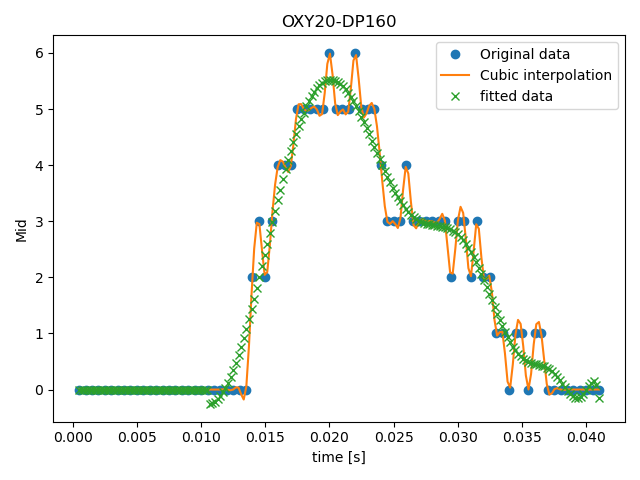 OXY20-DP160
Original data
Cubic interpolation
fitted data
6
5
4
3
2
1
0
Mid
0.000 0.005 0.010 0.015 0.020 0.025 0.030 0.035 0.040
time [s]